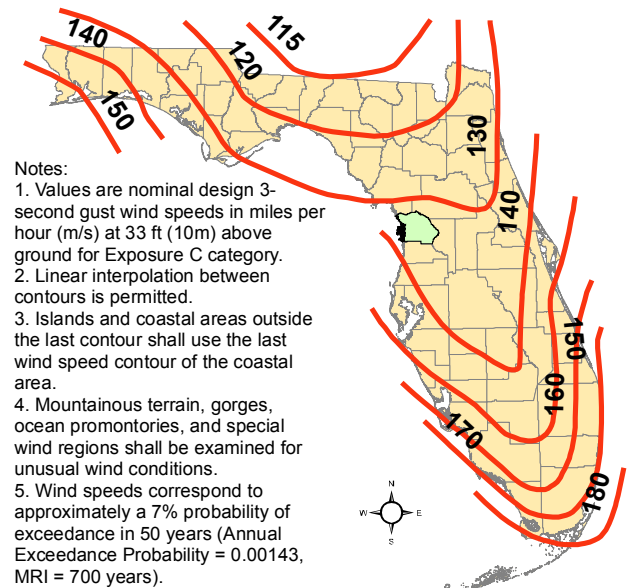 140
115
120
150
130
140
150
160
170
180
Notes:
1. Values are nominal design 3-
second gust wind speeds in miles per
hour (m/s) at 33 ft (10m) above
ground for Exposure C category.
2. Linear interpolation between
contours is permitted.
3. Islands and coastal areas outside
the last contour shall use the last
wind speed contour of the coastal
area.
4. Mountainous terrain, gorges,
ocean promontories, and special
wind regions shall be examined for
unusual wind conditions.
5. Wind speeds correspond to
approximately a 7% probability of
exceedance in 50 years (Annual
Exceedance Probability = 0.00143,
MRI = 700 years).
N
W E
S